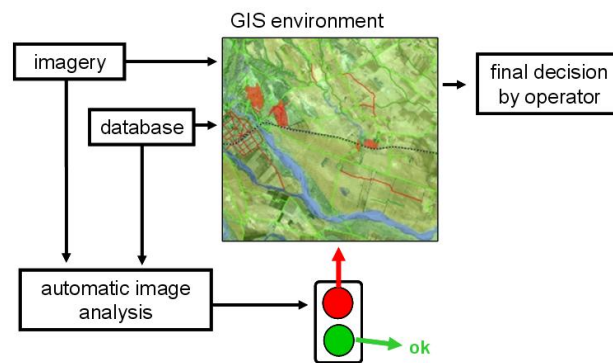 GIS environment
imagery
database
final decision
by operator
automatic image
analysis
ok